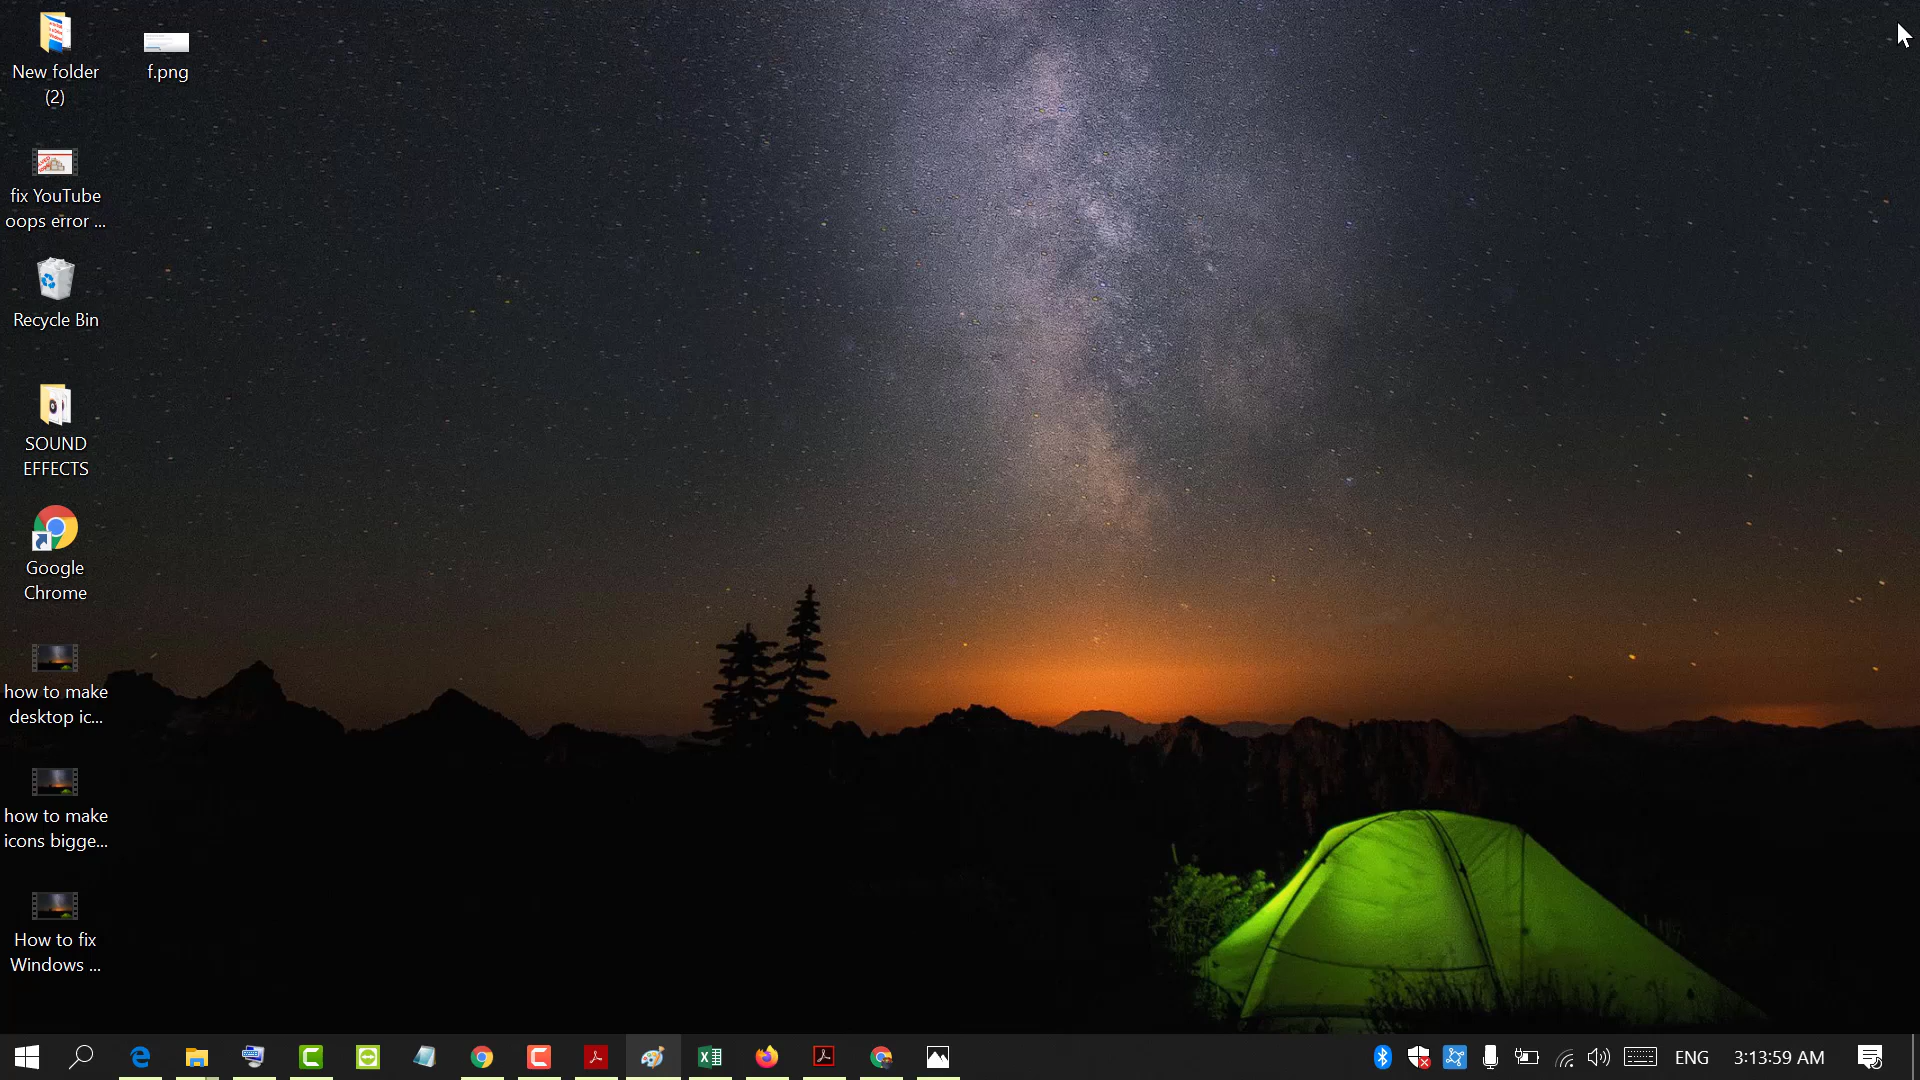 New folder
(2)
f.png
fix YouTube
oops error ...
Recycle Bin
SOUND
EFFECTS
Google
Chrome
how to make
desktop ic...
how to make
icons bigge...
How to fix
Windows ...
ENG
3:13:59 AM